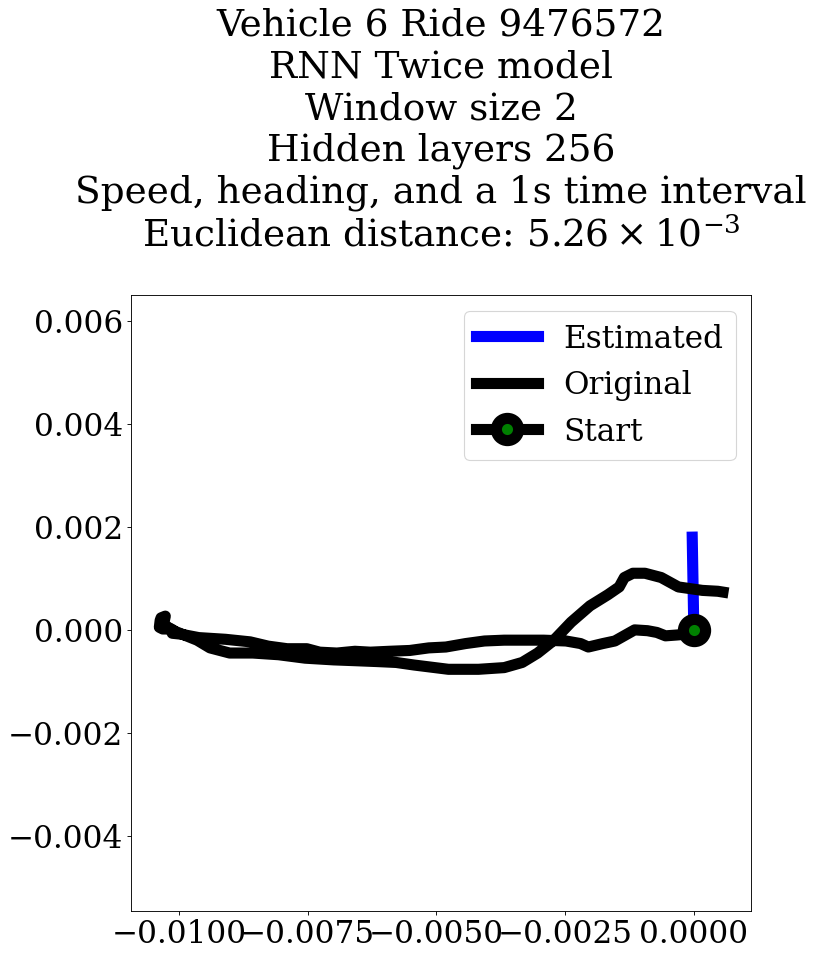 Vehicle 6 Ride 9476572
RNN Twice model
Window size 2
Hidden layers 256
Speed, heading, and a 1s time interval
Euclidean distance: 5.26 × 10⁻³
Estimated
Original
Start
0.006
0.004
0.002
0.000
−0.002
−0.004
−0.0100 −0.0075 −0.0050 −0.0025 0.0000